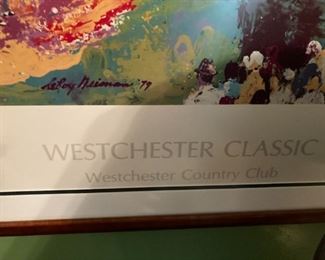 LeRoy Neiman '79
WESTCHESTER CLASSIC
Westchester Country Club